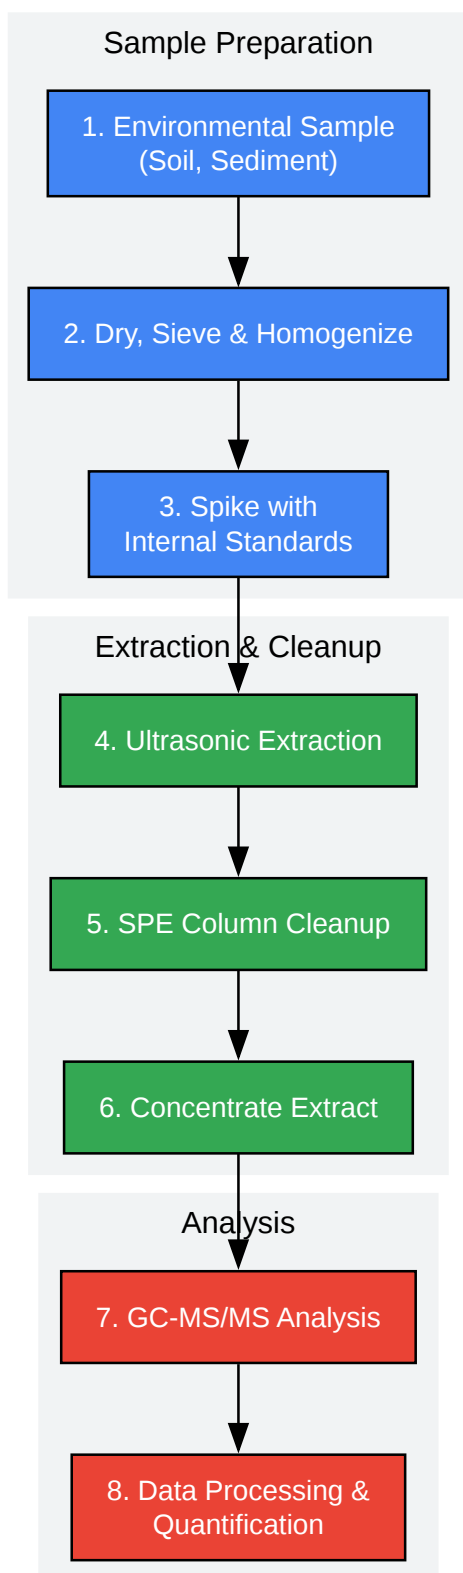 Sample Preparation
1. Environmental Sample
(Soil, Sediment)
2. Dry, Sieve & Homogenize
3. Spike with
Internal Standards
Extraction & Cleanup
4. Ultrasonic Extraction
5. SPE Column Cleanup
6. Concentrate Extract
Analysis
7. GC-MS/MS Analysis
8. Data Processing &
Quantification